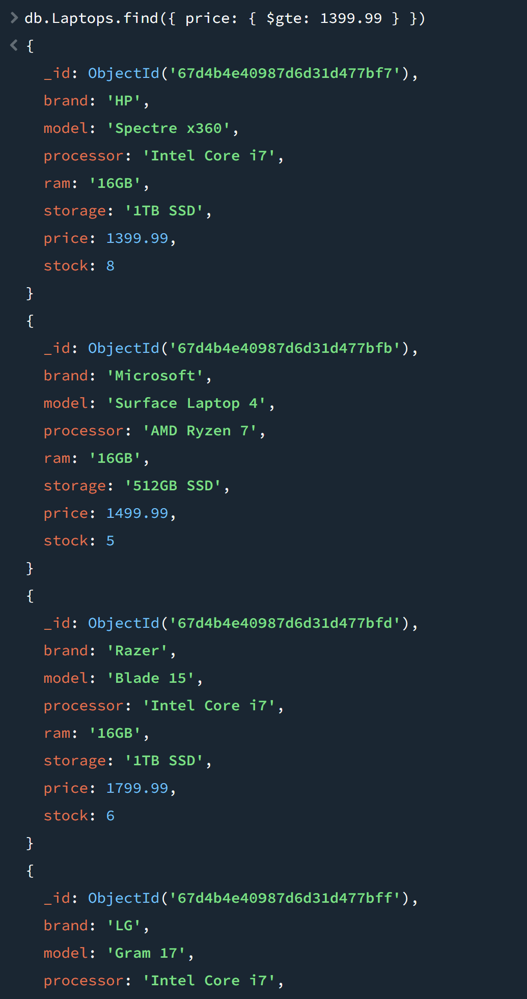 db.Laptops.find({ price: { $gte: 1399.99 } })
{
_id: ObjectId('67d4b4e40987d6d31d477bf7'),
brand: 'HP',
model: 'Spectre x360',
processor: 'Intel Core i7',
ram: '16GB',
storage: '1TB SSD',
price: 1399.99,
stock: 8
}
{
_id: ObjectId('67d4b4e40987d6d31d477bfb'),
brand: 'Microsoft',
model: 'Surface Laptop 4',
processor: 'AMD Ryzen 7',
ram: '16GB',
storage: '512GB SSD',
price: 1499.99,
stock: 5
}
{
_id: ObjectId('67d4b4e40987d6d31d477bfd'),
brand: 'Razer',
model: 'Blade 15',
processor: 'Intel Core i7',
ram: '16GB',
storage: '1TB SSD',
price: 1799.99,
stock: 6
}
{
_id: ObjectId('67d4b4e40987d6d31d477bff'),
brand: 'LG',
model: 'Gram 17',
processor: 'Intel Core i7',